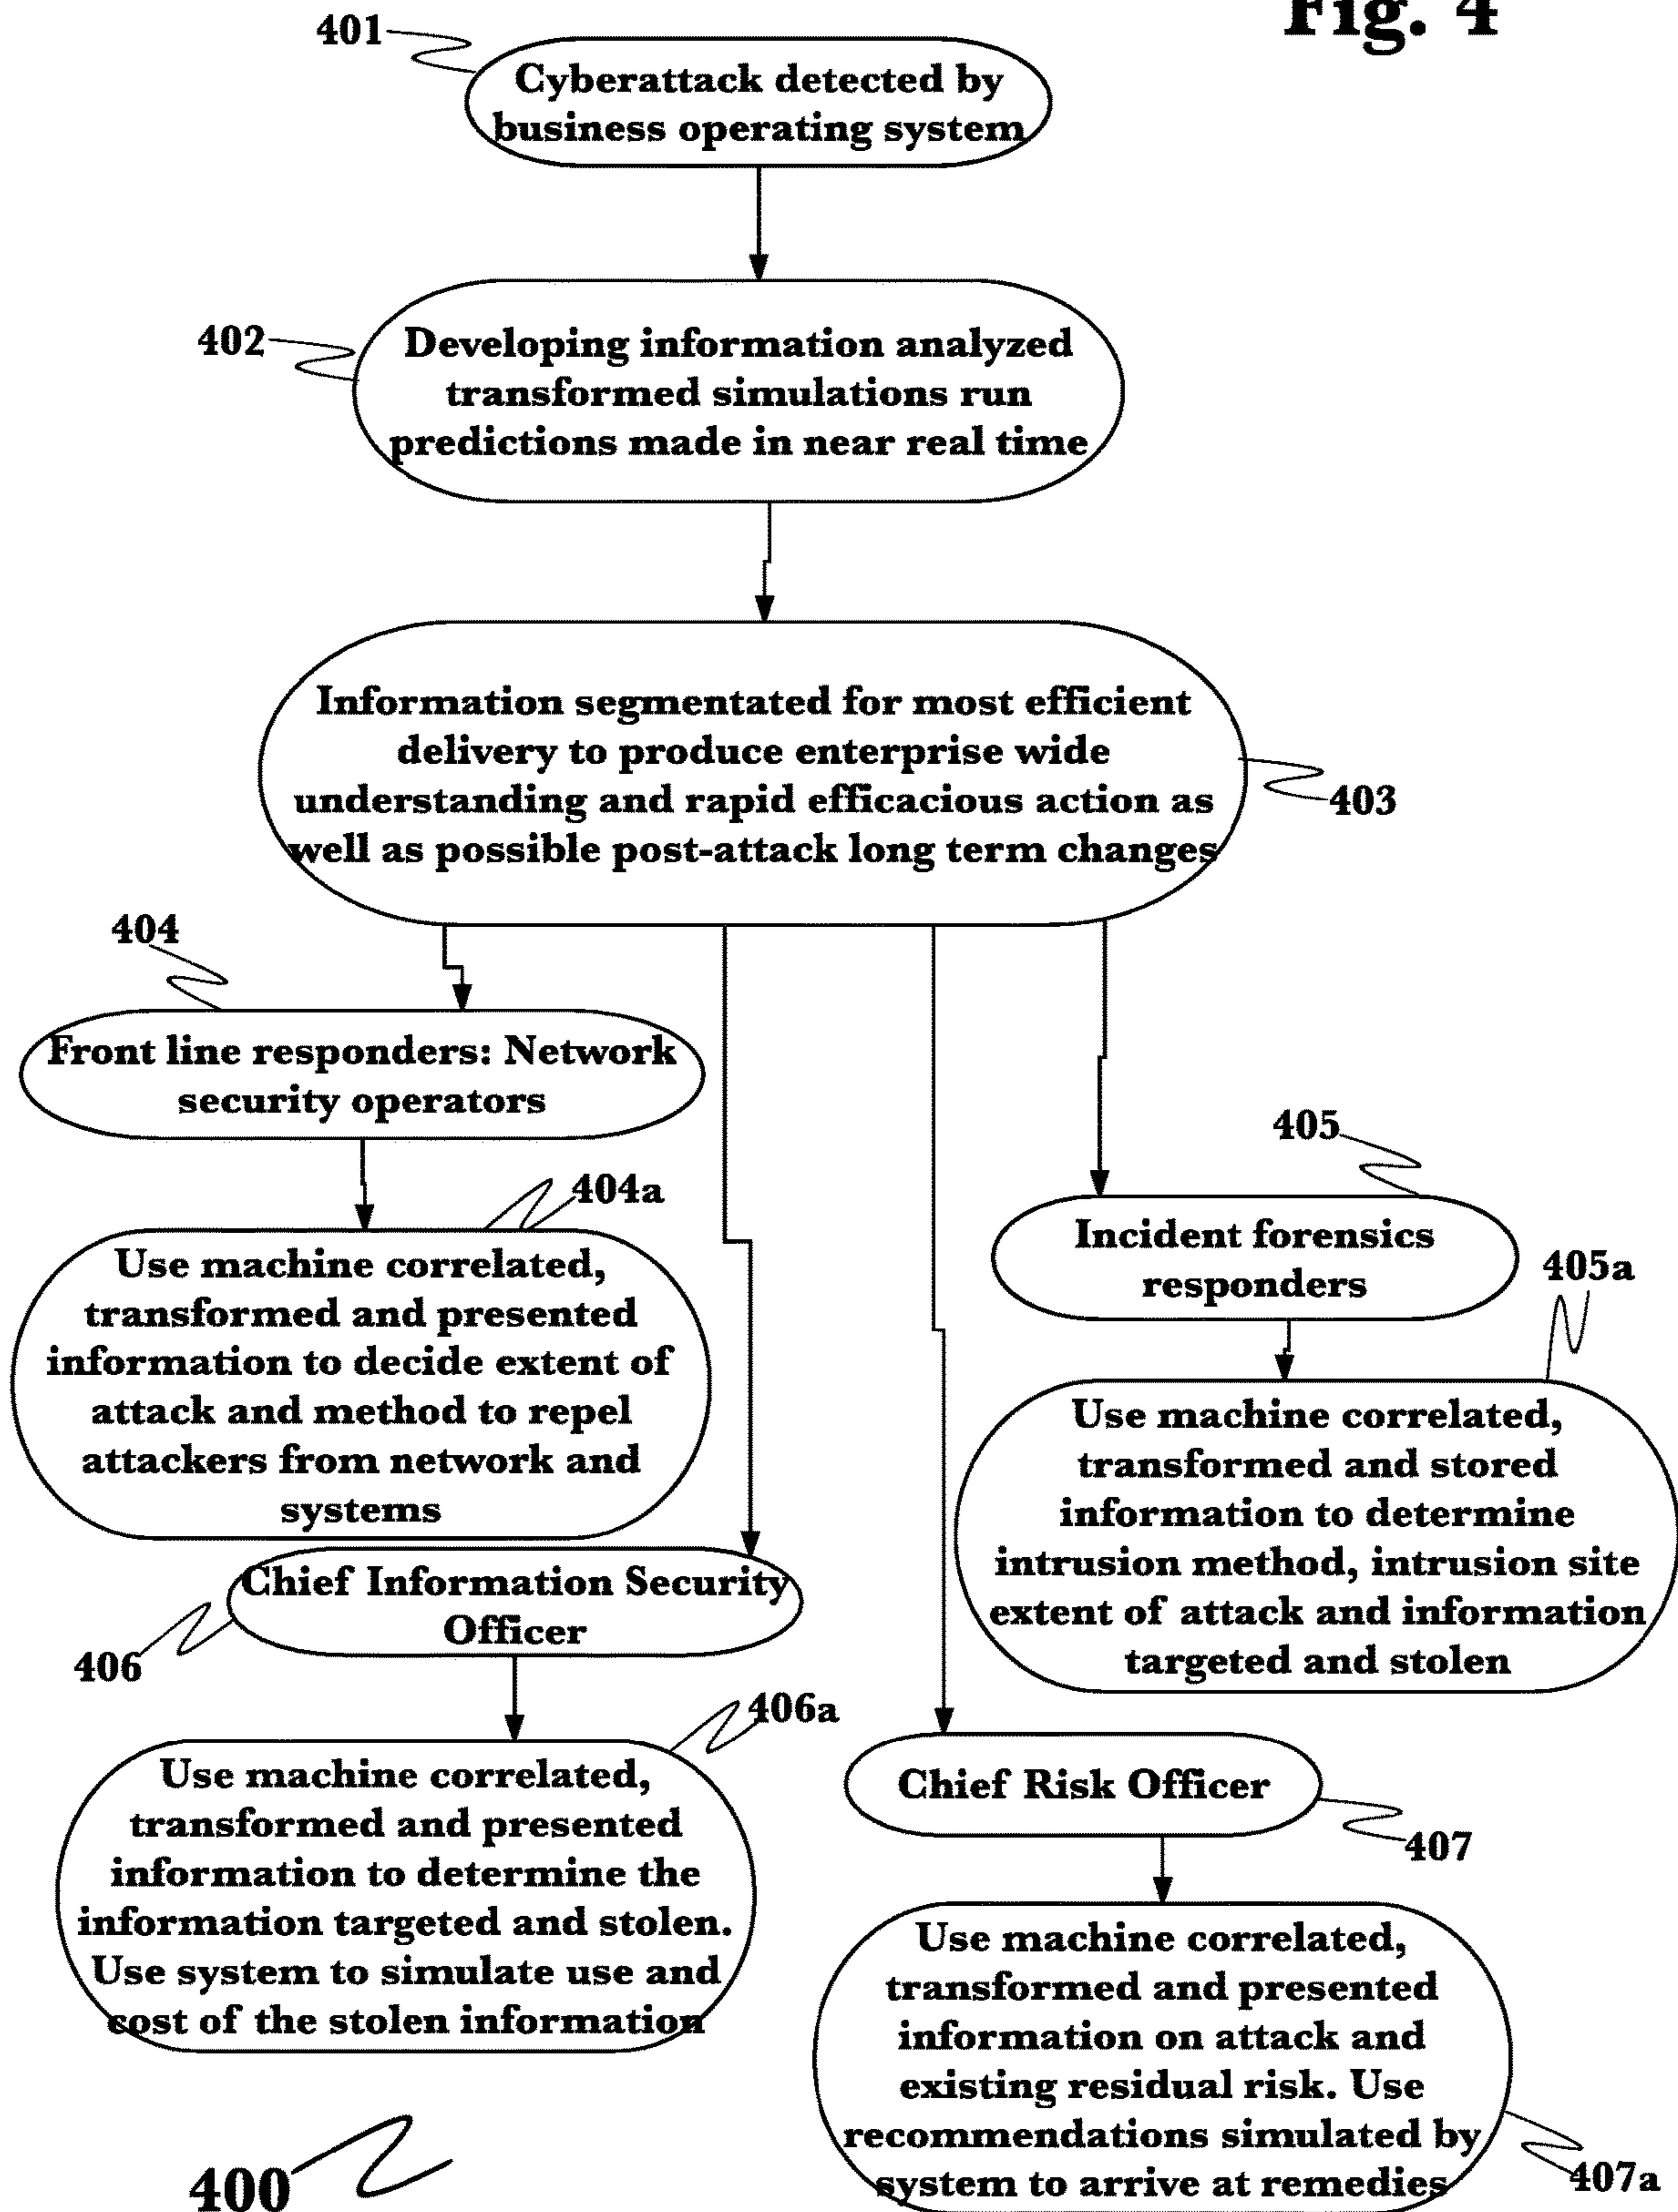 Fig. 4
401
Cyberattack detected by
business operating system
402
Developing information analyzed
transformed simulations run
predictions made in near real time
Information segmentated for most efficient
delivery to produce enterprise wide
understanding and rapid efficacious action as
well as possible post-attack long term changes
403
404
Front line responders: Network
security operators
404a
Use machine correlated,
transformed and presented
information to decide extent of
attack and method to repel
attackers from network and
systems
405
Incident forensics
responders
405a
Use machine correlated,
transformed and stored
information to determine
intrusion method, intrusion site
extent of attack and information
targeted and stolen
Chief Information Security
Officer
406
406a
Use machine correlated,
transformed and presented
information to determine the
information targeted and stolen.
Use system to simulate use and
cost of the stolen information
Chief Risk Officer
407
Use machine correlated,
transformed and presented
information on attack and
existing residual risk. Use
recommendations simulated by
system to arrive at remedies
407a
400